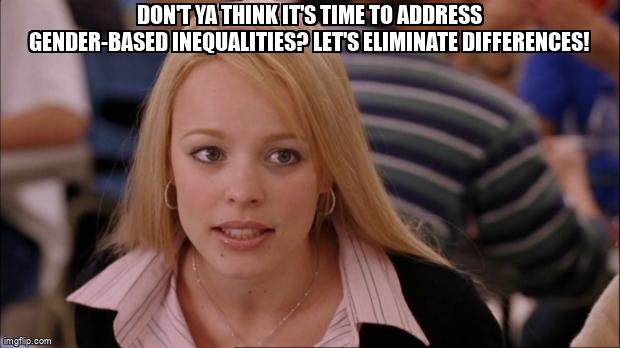 DON'T YA THINK IT'S TIME TO ADDRESS
GENDER-BASED INEQUALITIES? LET'S ELIMINATE DIFFERENCES!
imgflip.com